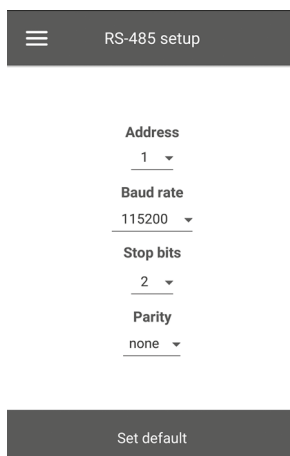 RS-485 setup
Address
1
Baud rate
115200
Stop bits
2
Parity
none
Set default